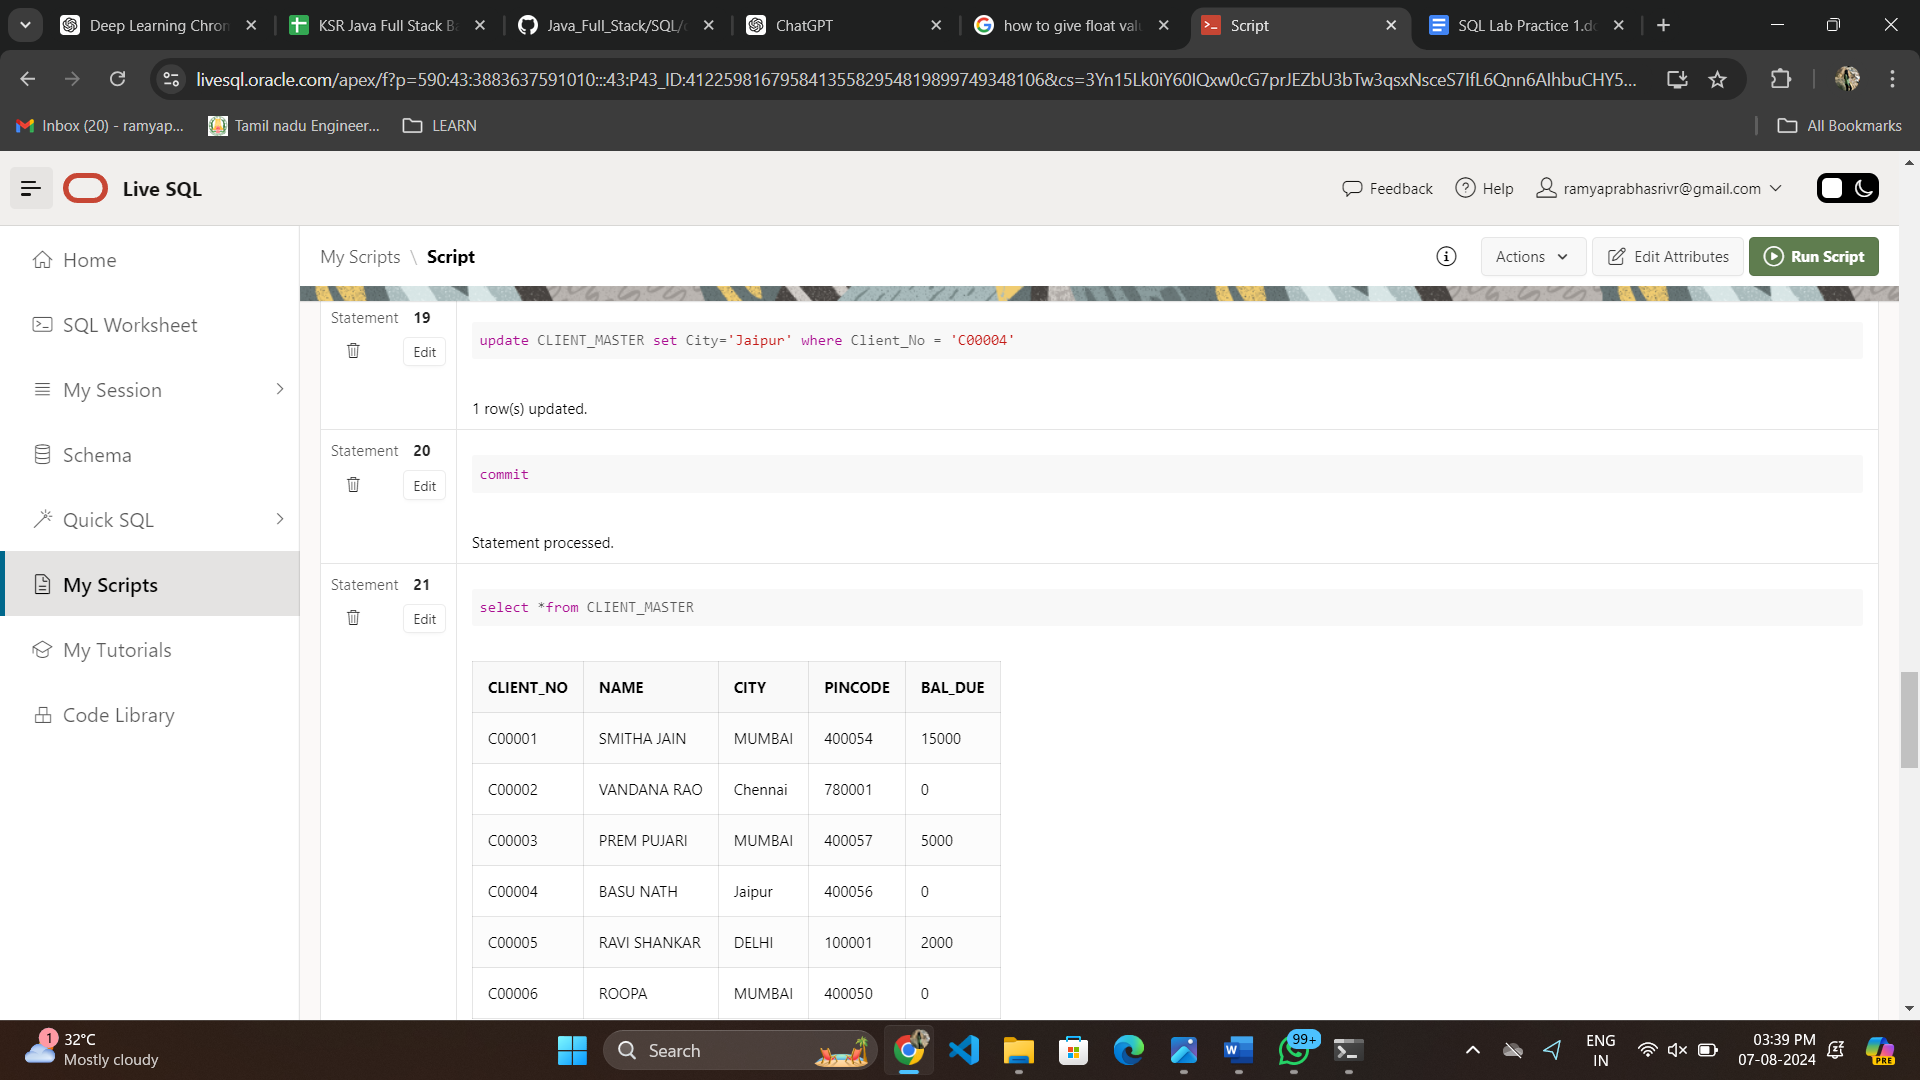 Deep Learning Chron
KSR Java Full Stack Ba
Java_Full_Stack/SQL/
ChatGPT
how to give float valu
Script
SQL Lab Practice 1.do
livesql.oracle.com/apex/f?p=590:43:3883637591010:::43:P43_ID:41225981679584135582954819899749348106&cs=3Yn15Lk0iY60IQxw0cG7prJEZbU3bTw3qsxNsceS7IfL6Qnn6AIhbuCHY5...
Inbox (20) - ramyap...
Tamil nadu Engineer...
LEARN
All Bookmarks
Live SQL
Feedback
Help
ramyaprabhasrivr@gmail.com
Home
SQL Worksheet
My Session
Schema
Quick SQL
My Scripts
My Tutorials
Code Library
My Scripts \ Script
Actions
Edit Attributes
Run Script
Statement 19
Edit
update CLIENT_MASTER set City='Jaipur' where Client_No = 'C00004'
1 row(s) updated.
Statement 20
Edit
commit
Statement processed.
Statement 21
Edit
select *from CLIENT_MASTER
CLIENT_NO NAME CITY PINCODE BAL_DUE
C00001 SMITHA JAIN MUMBAI 400054 15000
C00002 VANDANA RAO Chennai 780001 0
C00003 PREM PUJARI MUMBAI 400057 5000
C00004 BASU NATH Jaipur 400056 0
C00005 RAVI SHANKAR DELHI 100001 2000
C00006 ROOPA MUMBAI 400050 0
1
32°C
Mostly cloudy
Search
99+
ENG
IN
03:39 PM
07-08-2024
PRE